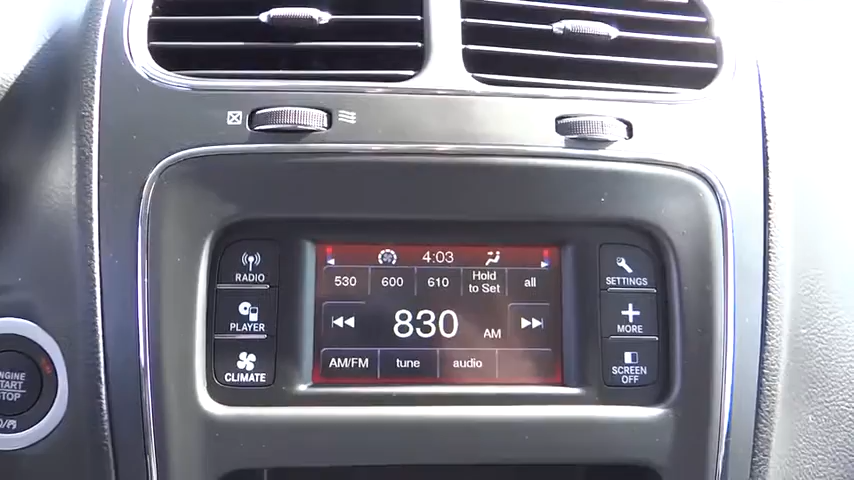 4:03
530 600 610 Hold to Set all
830 AM
AM/FM tune audio
RADIO
PLAYER
CLIMATE
SETTINGS
MORE
SCREEN
OFF
ENGINE
START
STOP